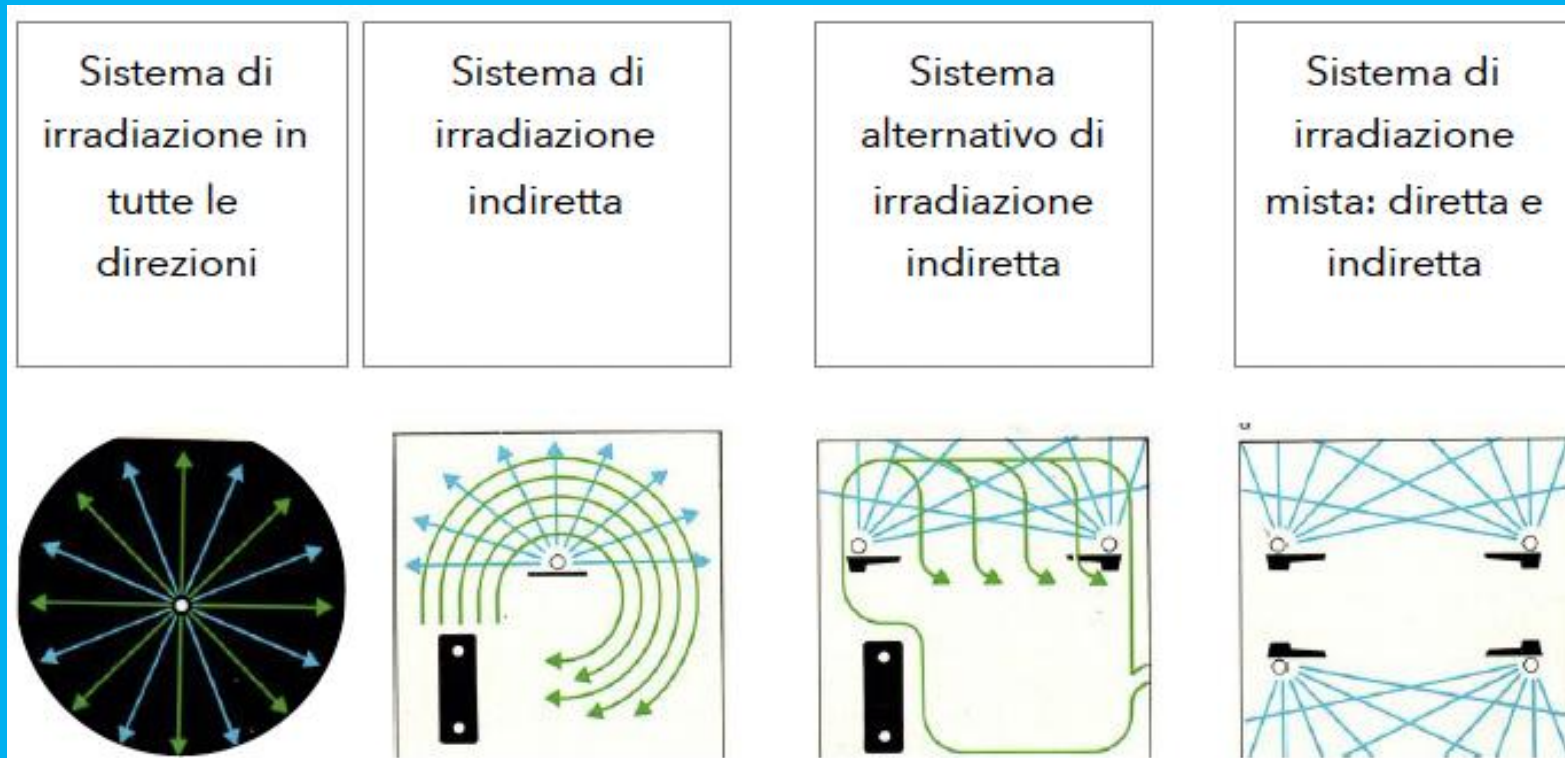 Sistema di
irradiazione in
tutte le
direzioni
Sistema di
irradiazione
indiretta
Sistema
alternativo di
irradiazione
indiretta
Sistema di
irradiazione
mista: diretta e
indiretta